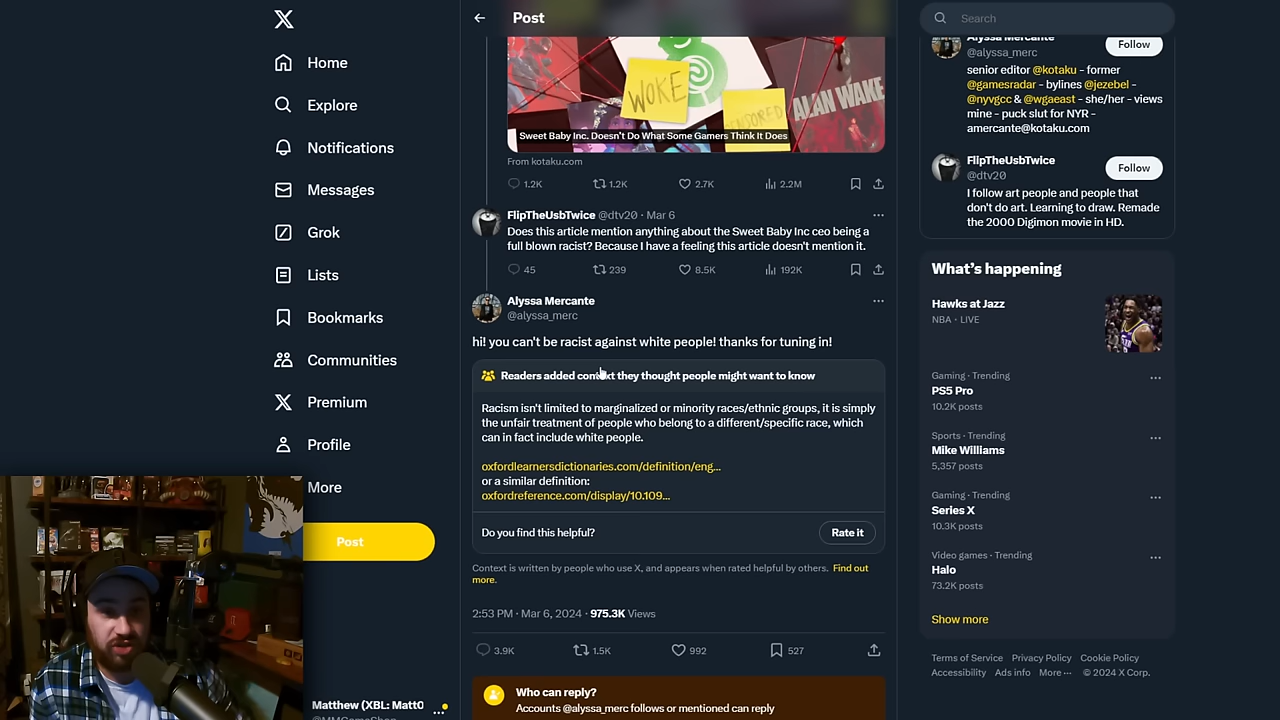 Home
Explore
Notifications
Messages
Grok
Lists
Bookmarks
Communities
Premium
Profile
More
Post
Matthew (XBL: Matt0
Post
WOKE
ALAN WAKE
Sweet Baby Inc. Doesn't Do What Some Gamers Think It Does
From kotaku.com
1.2K 1.2K 2.7K 2.2M
FlipTheUsbTwice @dtv20 · Mar 6
Does this article mention anything about the Sweet Baby Inc ceo being a
full blown racist? Because I have a feeling this article doesn't mention it.
45 239 8.5K 192K
Alyssa Mercante
@alyssa_merc
hi! you can't be racist against white people! thanks for tuning in!
Readers added context they thought people might want to know
Racism isn't limited to marginalized or minority races/ethnic groups, it is simply
the unfair treatment of people who belong to a different/specific race, which
can in fact include white people.
oxfordlearnersdictionaries.com/definition/eng...
or a similar definition:
oxfordreference.com/display/10.109...
Do you find this helpful?
Rate it
Context is written by people who use X, and appears when rated helpful by others. Find out
more.
2:53 PM · Mar 6, 2024 · 975.3K Views
3.9K 1.5K 992 527
Who can reply?
Accounts @alyssa_merc follows or mentioned can reply
Search
Alyssa Mercante
@alyssa_merc
Follow
senior editor @kotaku - former
@gamesradar - bylines @jezebel -
@nyvgcc & @wgaeast - she/her - views
mine - puck slut for NYR -
amercante@kotaku.com
FlipTheUsbTwice
@dtv20
Follow
I follow art people and people that
don't do art. Learning to draw. Remade
the 2000 Digimon movie in HD.
What's happening
Hawks at Jazz
NBA · LIVE
Gaming · Trending
PS5 Pro
10.2K posts
Sports · Trending
Mike Williams
5,357 posts
Gaming · Trending
Series X
10.3K posts
Video games · Trending
Halo
73.2K posts
Show more
Terms of Service Privacy Policy Cookie Policy
Accessibility Ads info More ··· © 2024 X Corp.